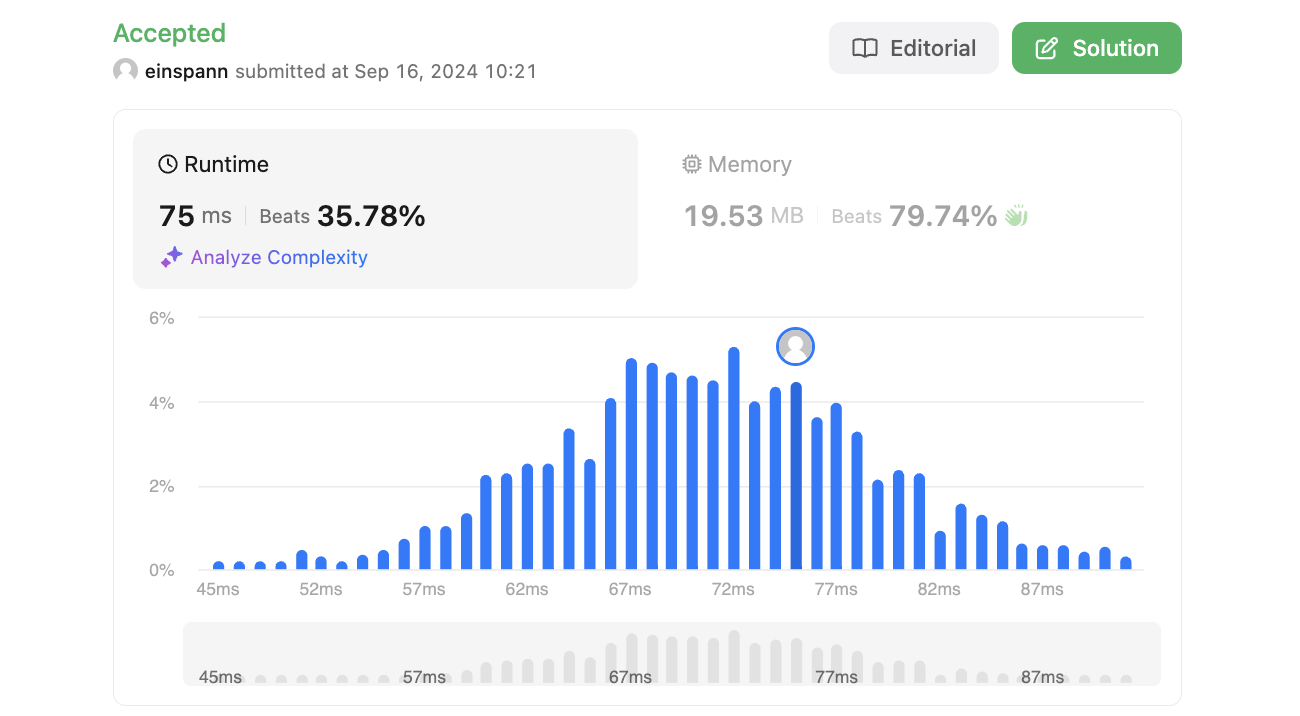 Accepted
einspann submitted at Sep 16, 2024 10:21
Editorial
Solution
Runtime
75 ms Beats 35.78%
Analyze Complexity
Memory
19.53 MB Beats 79.74%
6%
4%
2%
0%
45ms 52ms 57ms 62ms 67ms 72ms 77ms 82ms 87ms
45ms 57ms 67ms 77ms 87ms